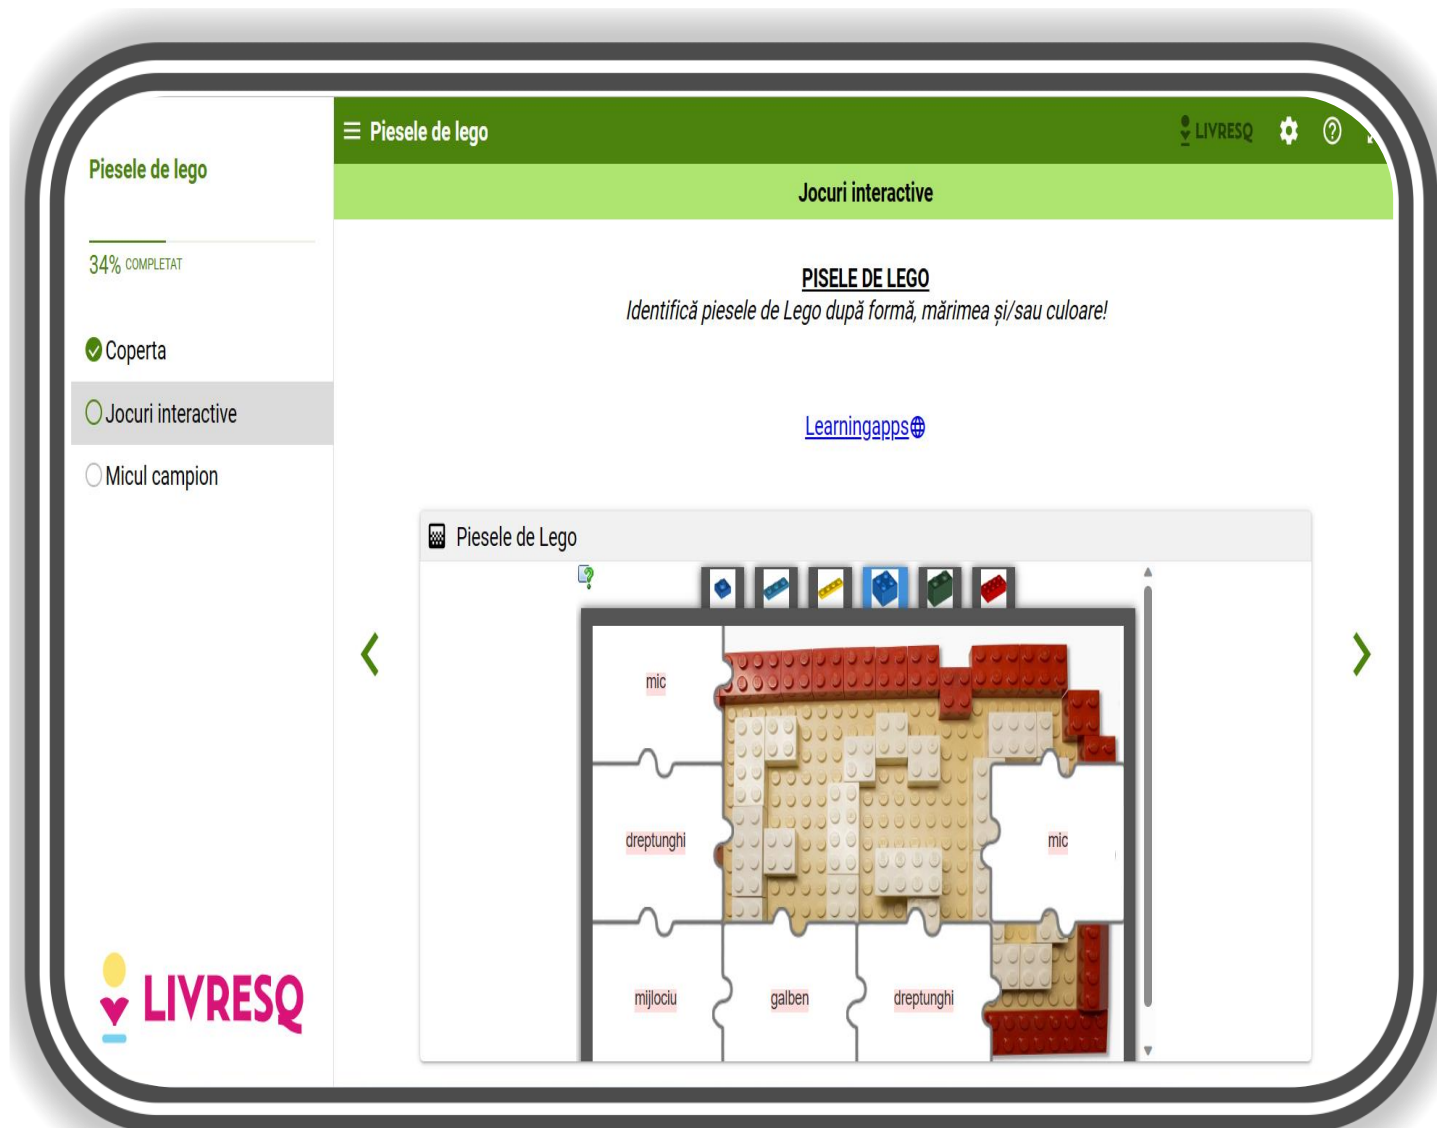 Piesele de lego
34% COMPLETAT
Coperta
Jocuri interactive
Micul campion
LIVRESQ
Piesele de lego
LIVRESQ
Jocuri interactive
PISELE DE LEGO
Identifică piesele de Lego după formă, mărimea și/sau culoare!
Learningapps
Piesele de Lego
mic
dreptunghi
mic
mijlociu
galben
dreptunghi